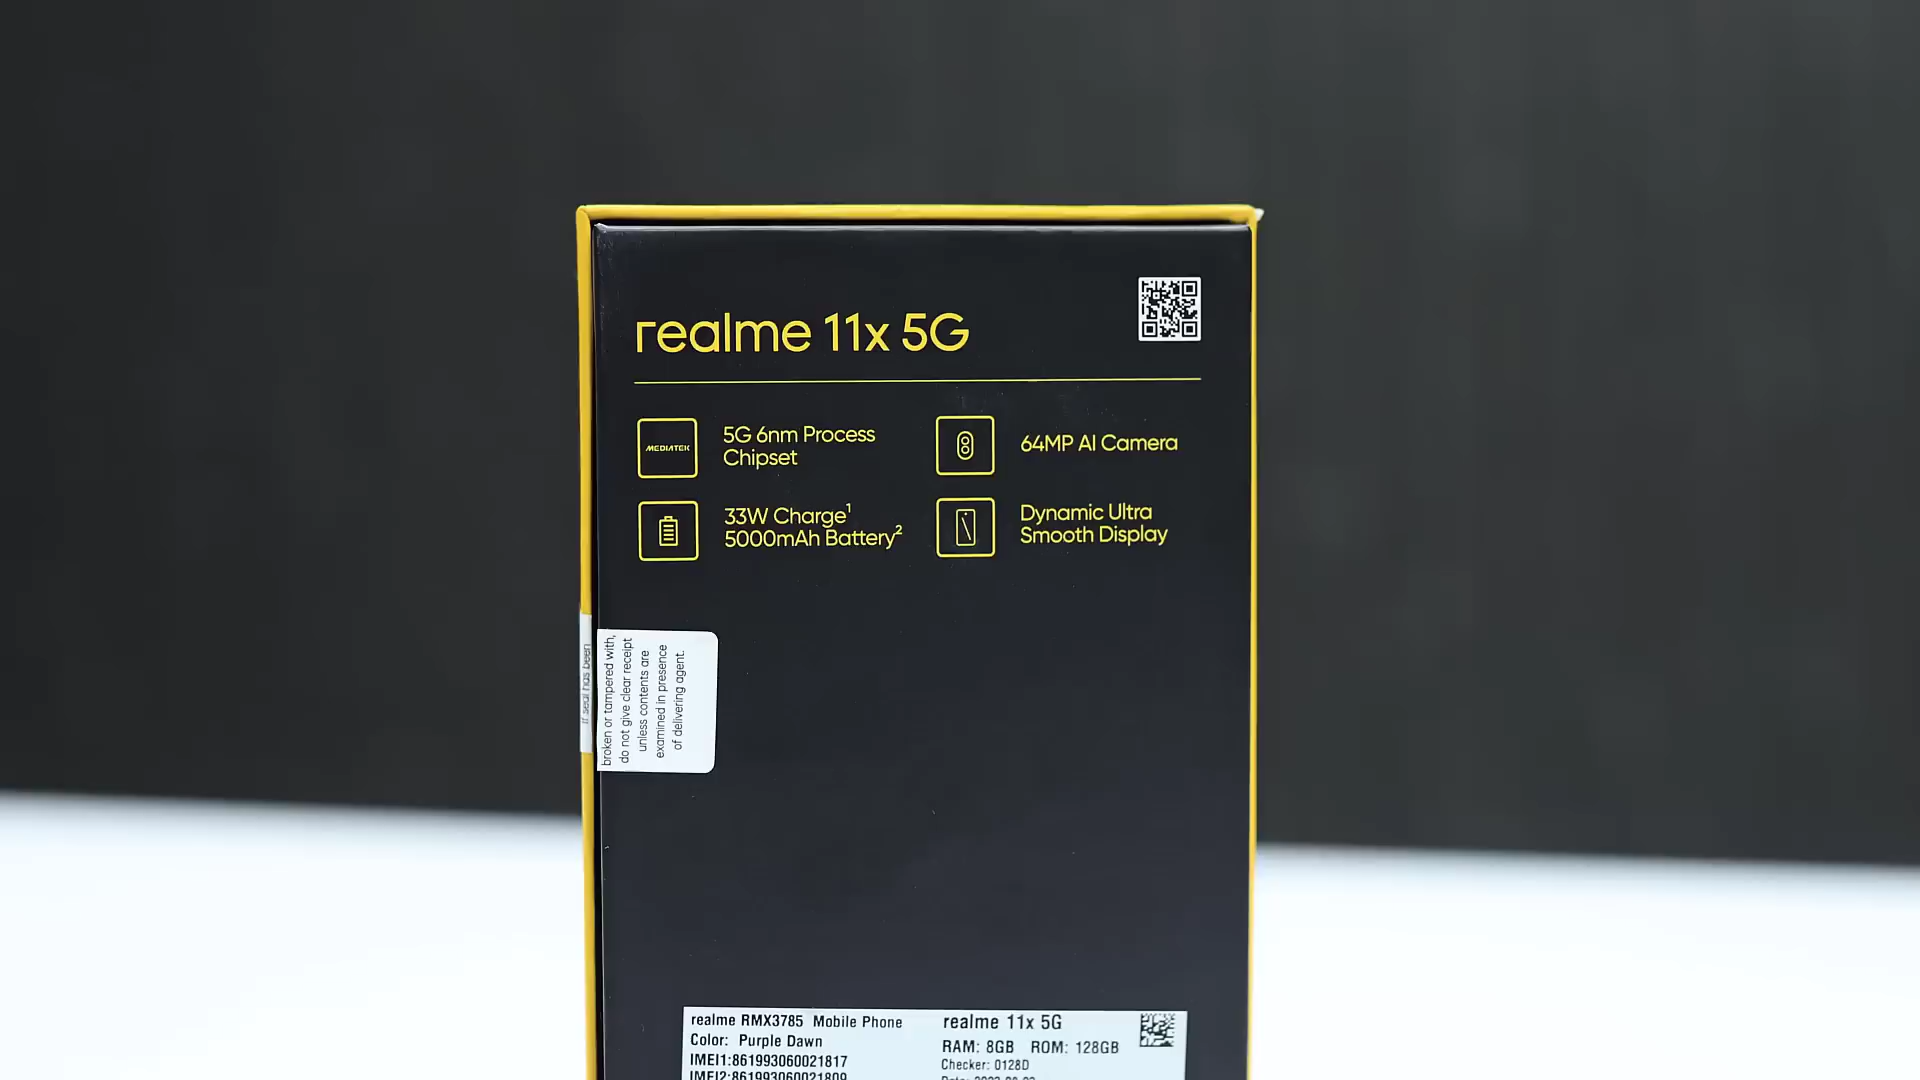 realme 11x 5G
MEDIATEK
5G 6nm Process
Chipset
64MP AI Camera
33W Charge¹
5000mAh Battery²
Dynamic Ultra
Smooth Display
If seal has been
broken or tampered with,
do not give clear receipt
unless contents are
examined in presence
of delivering agent.
realme RMX3785 Mobile Phone
Color: Purple Dawn
IMEI1:861993060021817
IMEI2:861993060021809
realme 11x 5G
RAM: 8GB ROM: 128GB
Checker: 0128D